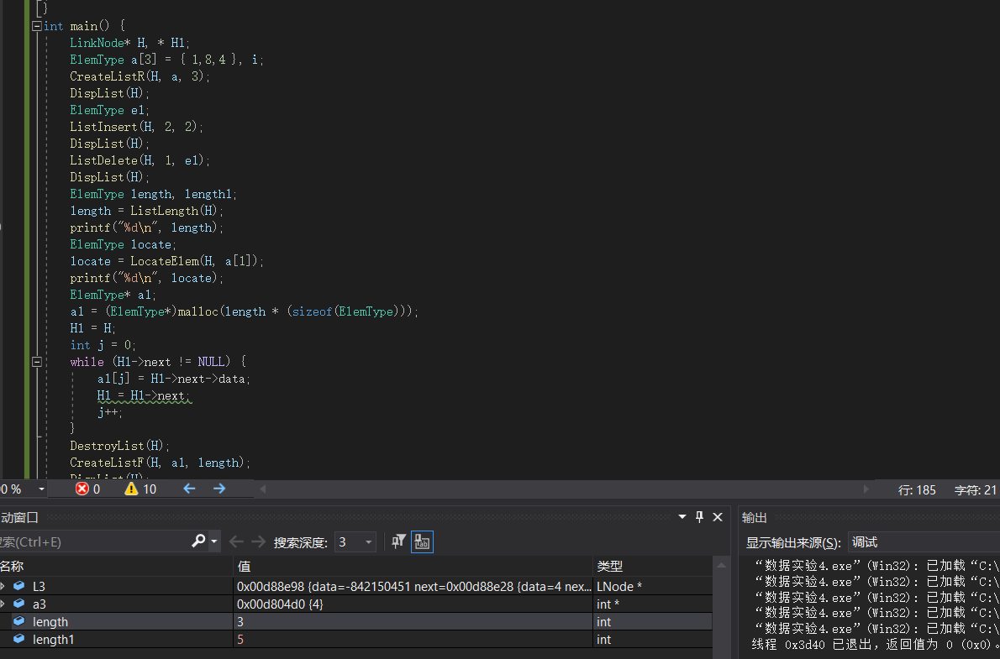 }
int main() {
LinkNode* H, * H1;
ElemType a[3] = { 1,8,4 }, i;
CreateListR(H, a, 3);
DispList(H);
ElemType e1;
ListInsert(H, 2, 2);
DispList(H);
ListDelete(H, 1, e1);
DispList(H);
ElemType length, length1;
length = ListLength(H);
printf("%d\n", length);
ElemType locate;
locate = LocateElem(H, a[1]);
printf("%d\n", locate);
ElemType* a1;
a1 = (ElemType*)malloc(length * (sizeof(ElemType)));
H1 = H;
int j = 0;
while (H1->next != NULL) {
a1[j] = H1->next->data;
H1 = H1->next;
j++;
}
DestroyList(H);
CreateListF(H, a1, length);
DispList(H);
0 % 0 10 行: 185 字符: 21
动窗口
索(Ctrl+E) 搜索深度: 3
名称 值 类型
L3 0x00d88e98 {data=-842150451 next=0x00d88e28 {data=4 nex... LNode *
a3 0x00d804d0 {4} int *
length 3 int
length1 5 int
输出
显示输出来源(S): 调试
“数据实验4.exe”(Win32): 已加载“C:\
“数据实验4.exe”(Win32): 已加载“C:\
“数据实验4.exe”(Win32): 已加载“C:\
“数据实验4.exe”(Win32): 已加载“C:\
“数据实验4.exe”(Win32): 已加载“C:\
线程 0x3d40 已退出，返回值为 0 (0x0)。